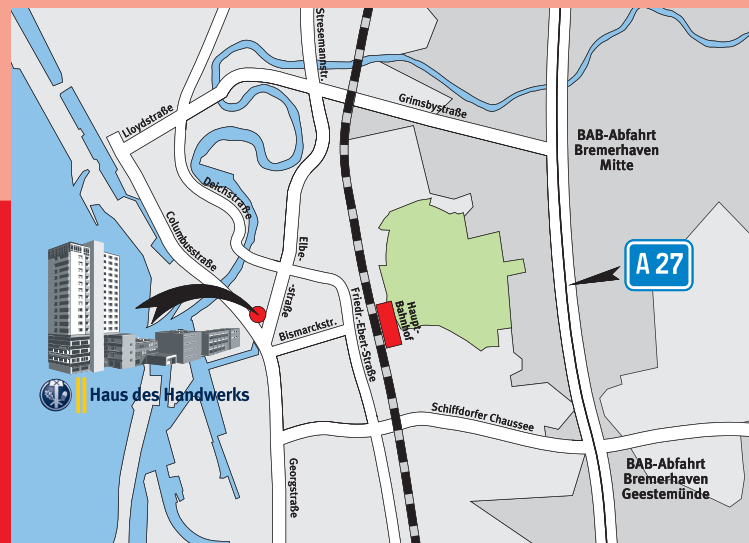 Stresemannstr.
Lloydstraße
Grimsbystraße
BAB-Abfahrt
Bremerhaven
Mitte
Deichstraße
Columbusstraße
Elbe-
-straße
A 27
Haupt-
Bahnhof
Friedr.-Ebert-Straße
Bismarckstr.
Haus des Handwerks
Schiffdorfer Chaussee
Georgstraße
BAB-Abfahrt
Bremerhaven
Geestemünde